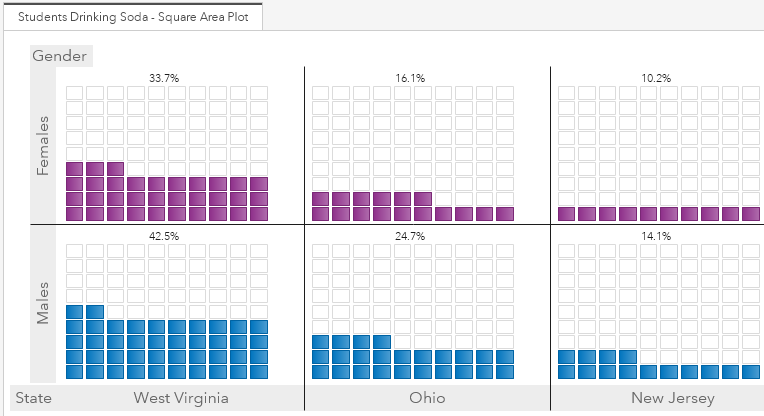 Students Drinking Soda - Square Area Plot
Gender
33.7% 16.1% 10.2%
Females
42.5% 24.7% 14.1%
Males
State West Virginia Ohio New Jersey